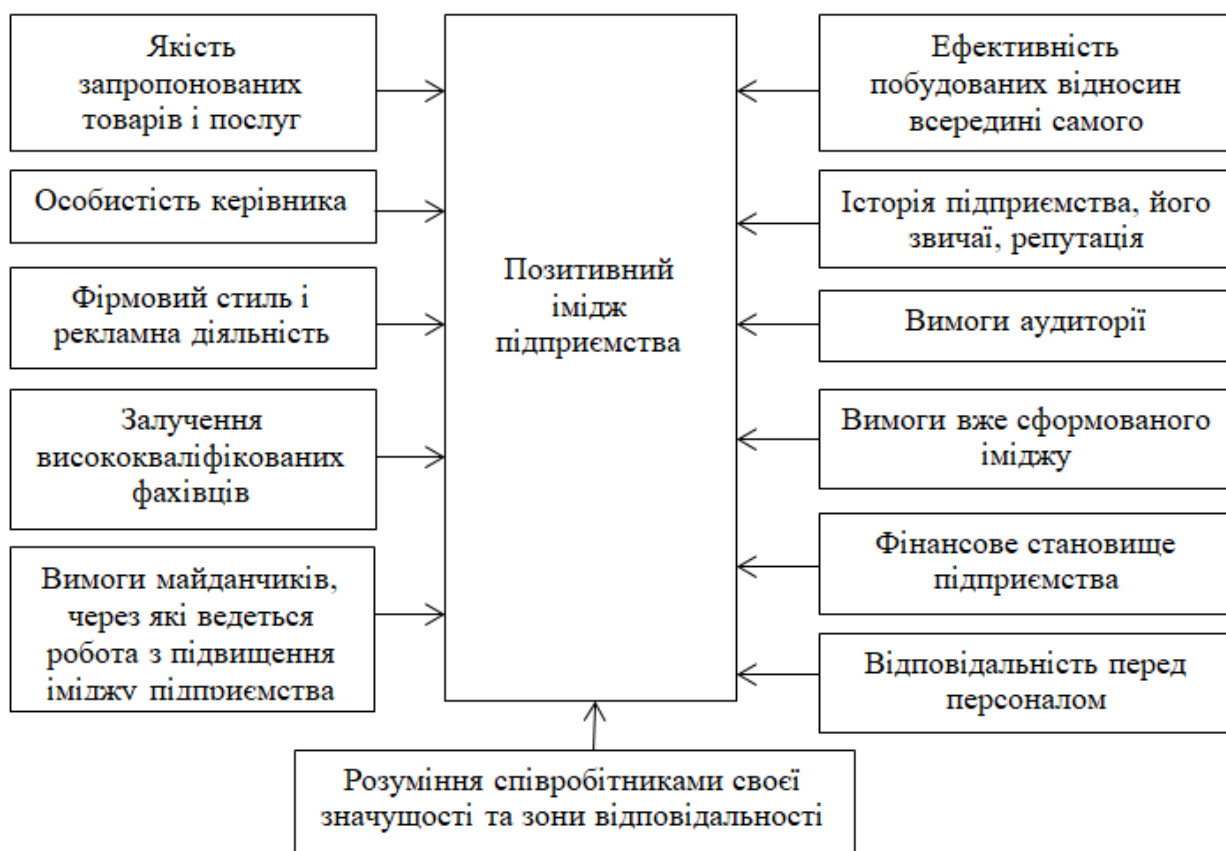 Якість
запропонованих
товарів і послуг
Особистість керівника
Фірмовий стиль і
рекламна діяльність
Залучення
висококваліфікованих
фахівців
Вимоги майданчиків,
через які ведеться
робота з підвищення
іміджу підприємства
Позитивний
імідж
підприємства
Ефективність
побудованих відносин
всередині самого
Історія підприємства, його
звичаї, репутація
Вимоги аудиторії
Вимоги вже сформованого
іміджу
Фінансове становище
підприємства
Відповідальність перед
персоналом
Розуміння співробітниками своєї
значущості та зони відповідальності